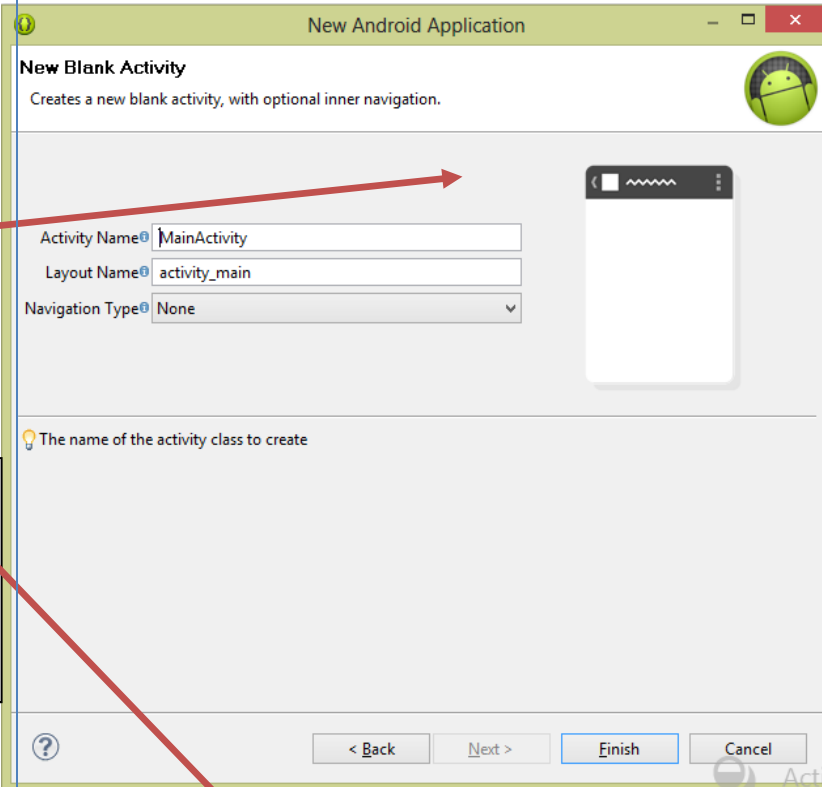 New Android Application
New Blank Activity
Creates a new blank activity, with optional inner navigation.
Activity Name MainActivity
Layout Name activity_main
Navigation Type None
The name of the activity class to create
< Back Next > Finish Cancel
Act